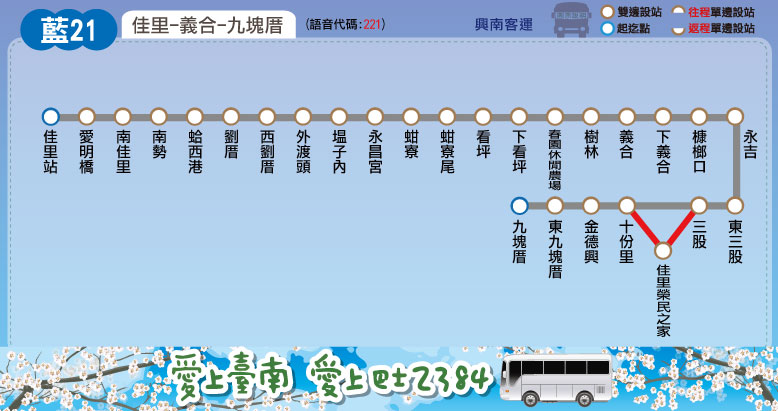 藍21
佳里-義合-九塊厝
（語音代碼：221）
興南客運
雙邊設站
起迄點
往程單邊設站
返程單邊設站
佳里站
愛明橋
南佳里
南勢
蛤西港
劉厝
西劉厝
外渡頭
塭子內
永昌宮
蚶寮
蚶寮尾
看坪
下看坪
春園休閒農場
樹林
義合
下義合
槺榔口
永吉
九塊厝
東九塊厝
金德興
十份里
佳里榮民之家
三股
東三股
愛上臺南 愛上巴士2384